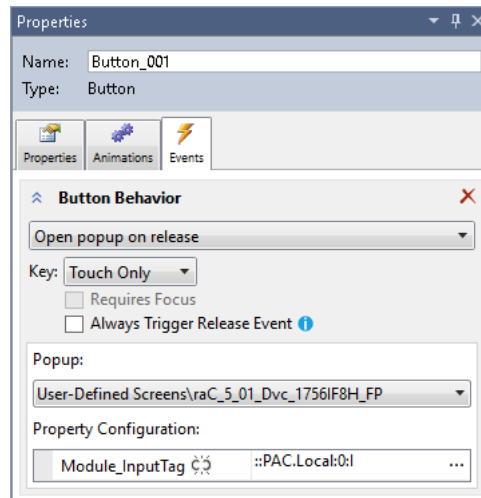 Properties
Name: Button_001
Type: Button
Properties Animations Events
Button Behavior
Open popup on release
Key: Touch Only
Requires Focus
Always Trigger Release Event
Popup:
User-Defined Screens\raC_5_01_Dvc_1756IF8H_FP
Property Configuration:
Module_InputTag ::PAC.Local:0:I ...